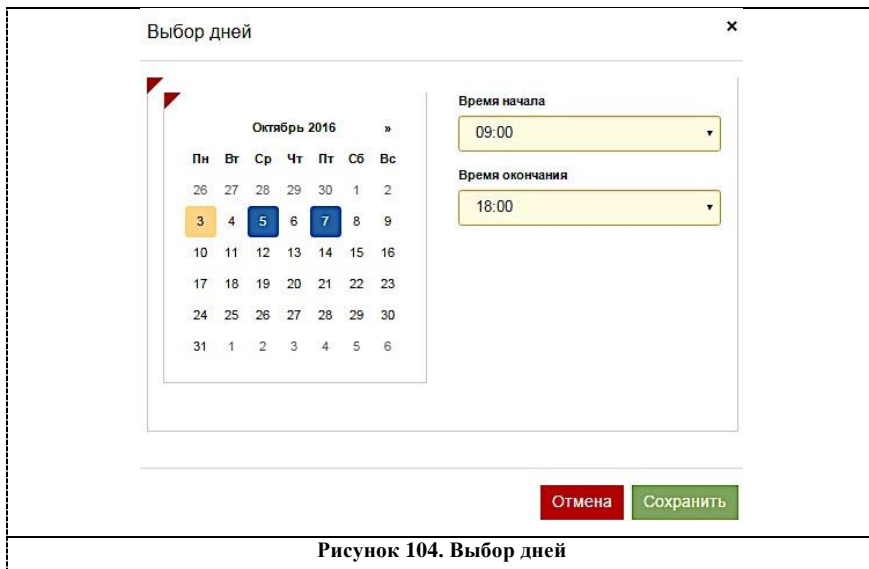 Выбор дней ×
Время начала
09:00
Время окончания
18:00
Октябрь 2016 »
Пн Вт Ср Чт Пт Сб Вс
26 27 28 29 30 1 2
3 4 5 6 7 8 9
10 11 12 13 14 15 16
17 18 19 20 21 22 23
24 25 26 27 28 29 30
31 1 2 3 4 5 6
Отмена Сохранить
Рисунок 104. Выбор дней